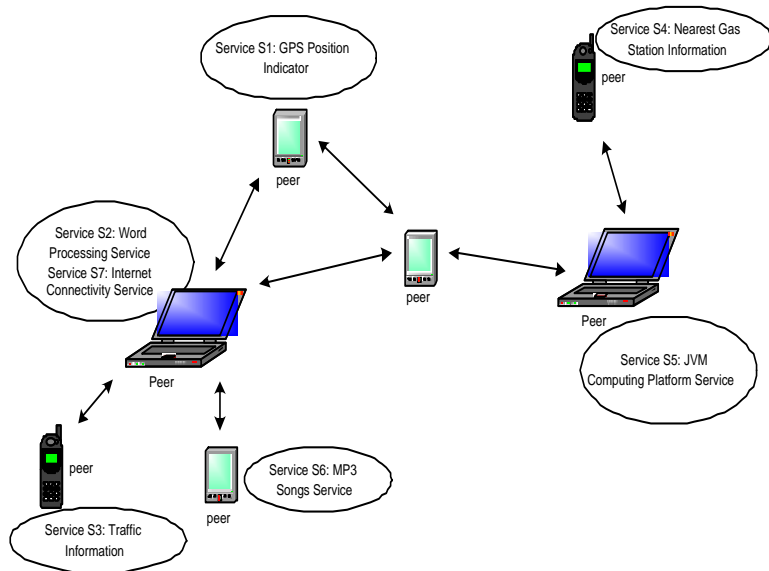 Service S1: GPS Position
Indicator
peer
Service S4: Nearest Gas
Station Information
peer
Service S2: Word
Processing Service
Service S7: Internet
Connectivity Service
Peer
peer
Peer
Service S5: JVM
Computing Platform Service
peer
Service S3: Traffic
Information
Service S6: MP3
Songs Service
peer